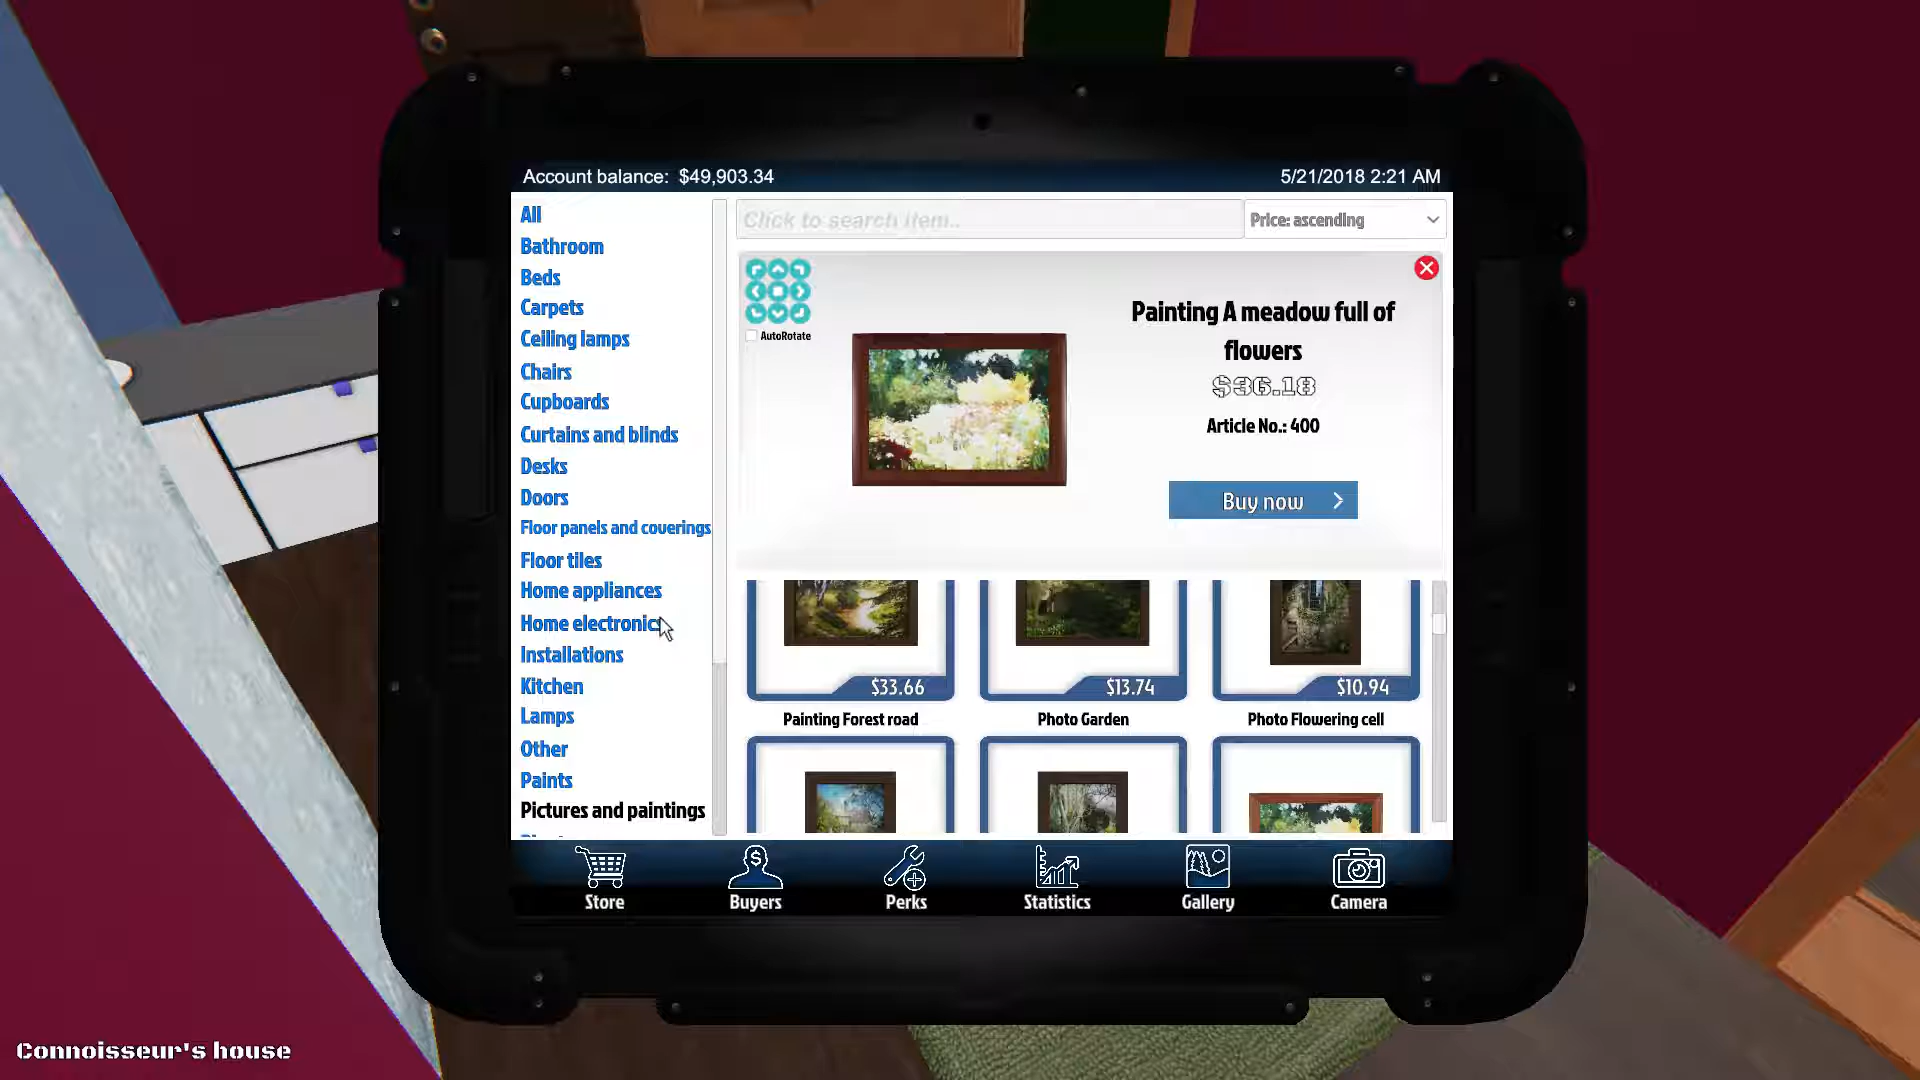 Account balance: $49,903.34
5/21/2018 2:21 AM
All
Bathroom
Beds
Carpets
Ceiling lamps
Chairs
Cupboards
Curtains and blinds
Desks
Doors
Floor panels and coverings
Floor tiles
Home appliances
Home electronics
Installations
Kitchen
Lamps
Other
Paints
Pictures and paintings
Click to search item..
Price: ascending
AutoRotate
Painting A meadow full of
flowers
$36.18
Article No.: 400
Buy now
$33.66
$13.74
$10.94
Painting Forest road
Photo Garden
Photo Flowering cell
Store
Buyers
Perks
Statistics
Gallery
Camera
Connoisseur's house